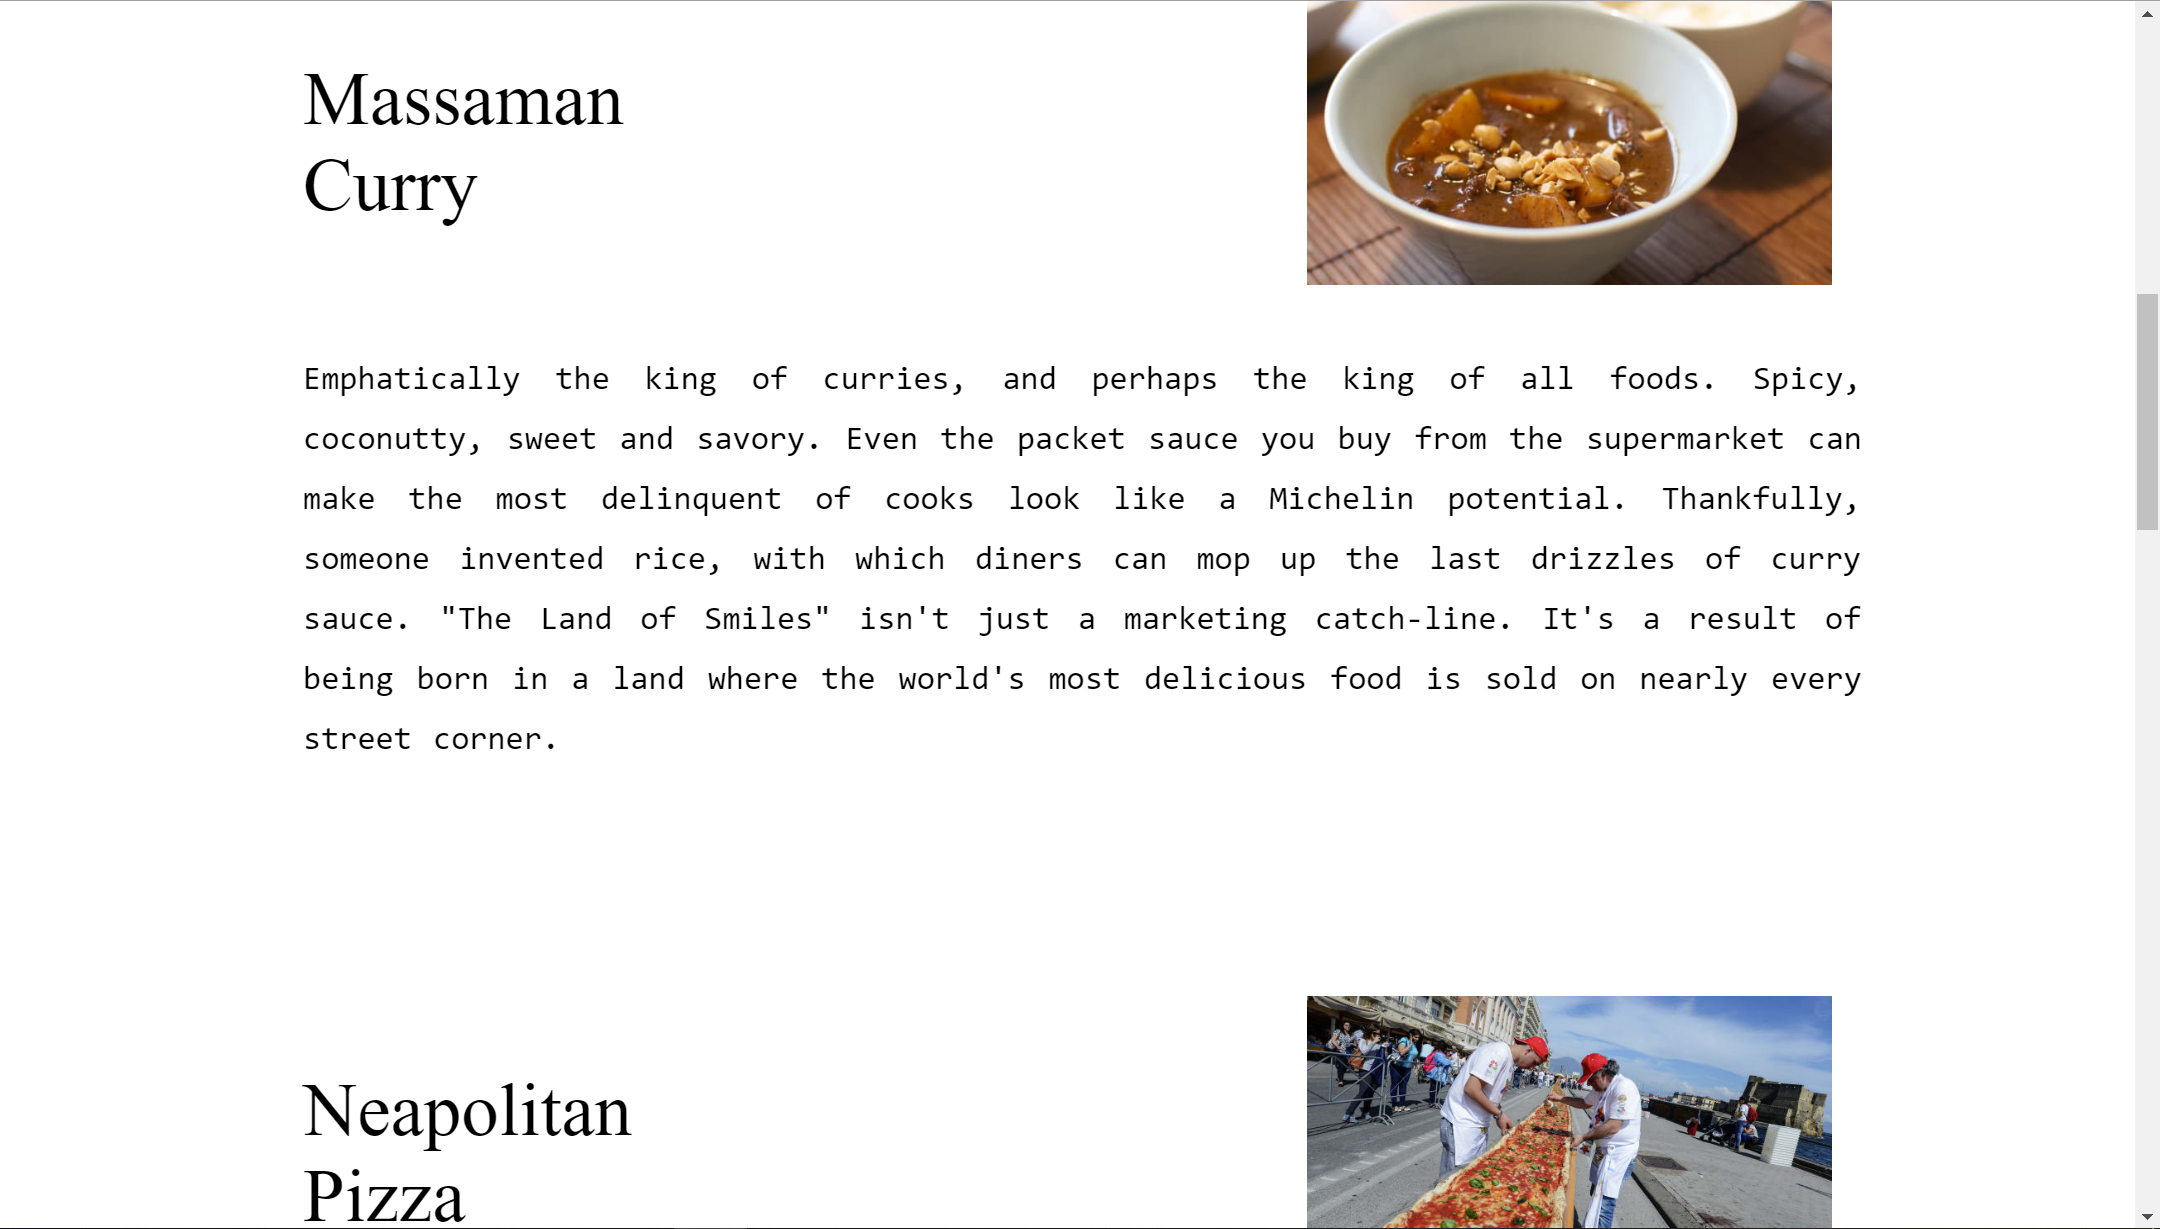 Massaman
Curry
Emphatically the king of curries, and perhaps the king of all foods. Spicy,
coconutty, sweet and savory. Even the packet sauce you buy from the supermarket can
make the most delinquent of cooks look like a Michelin potential. Thankfully,
someone invented rice, with which diners can mop up the last drizzles of curry
sauce. "The Land of Smiles" isn't just a marketing catch-line. It's a result of
being born in a land where the world's most delicious food is sold on nearly every
street corner.
Neapolitan
Pizza